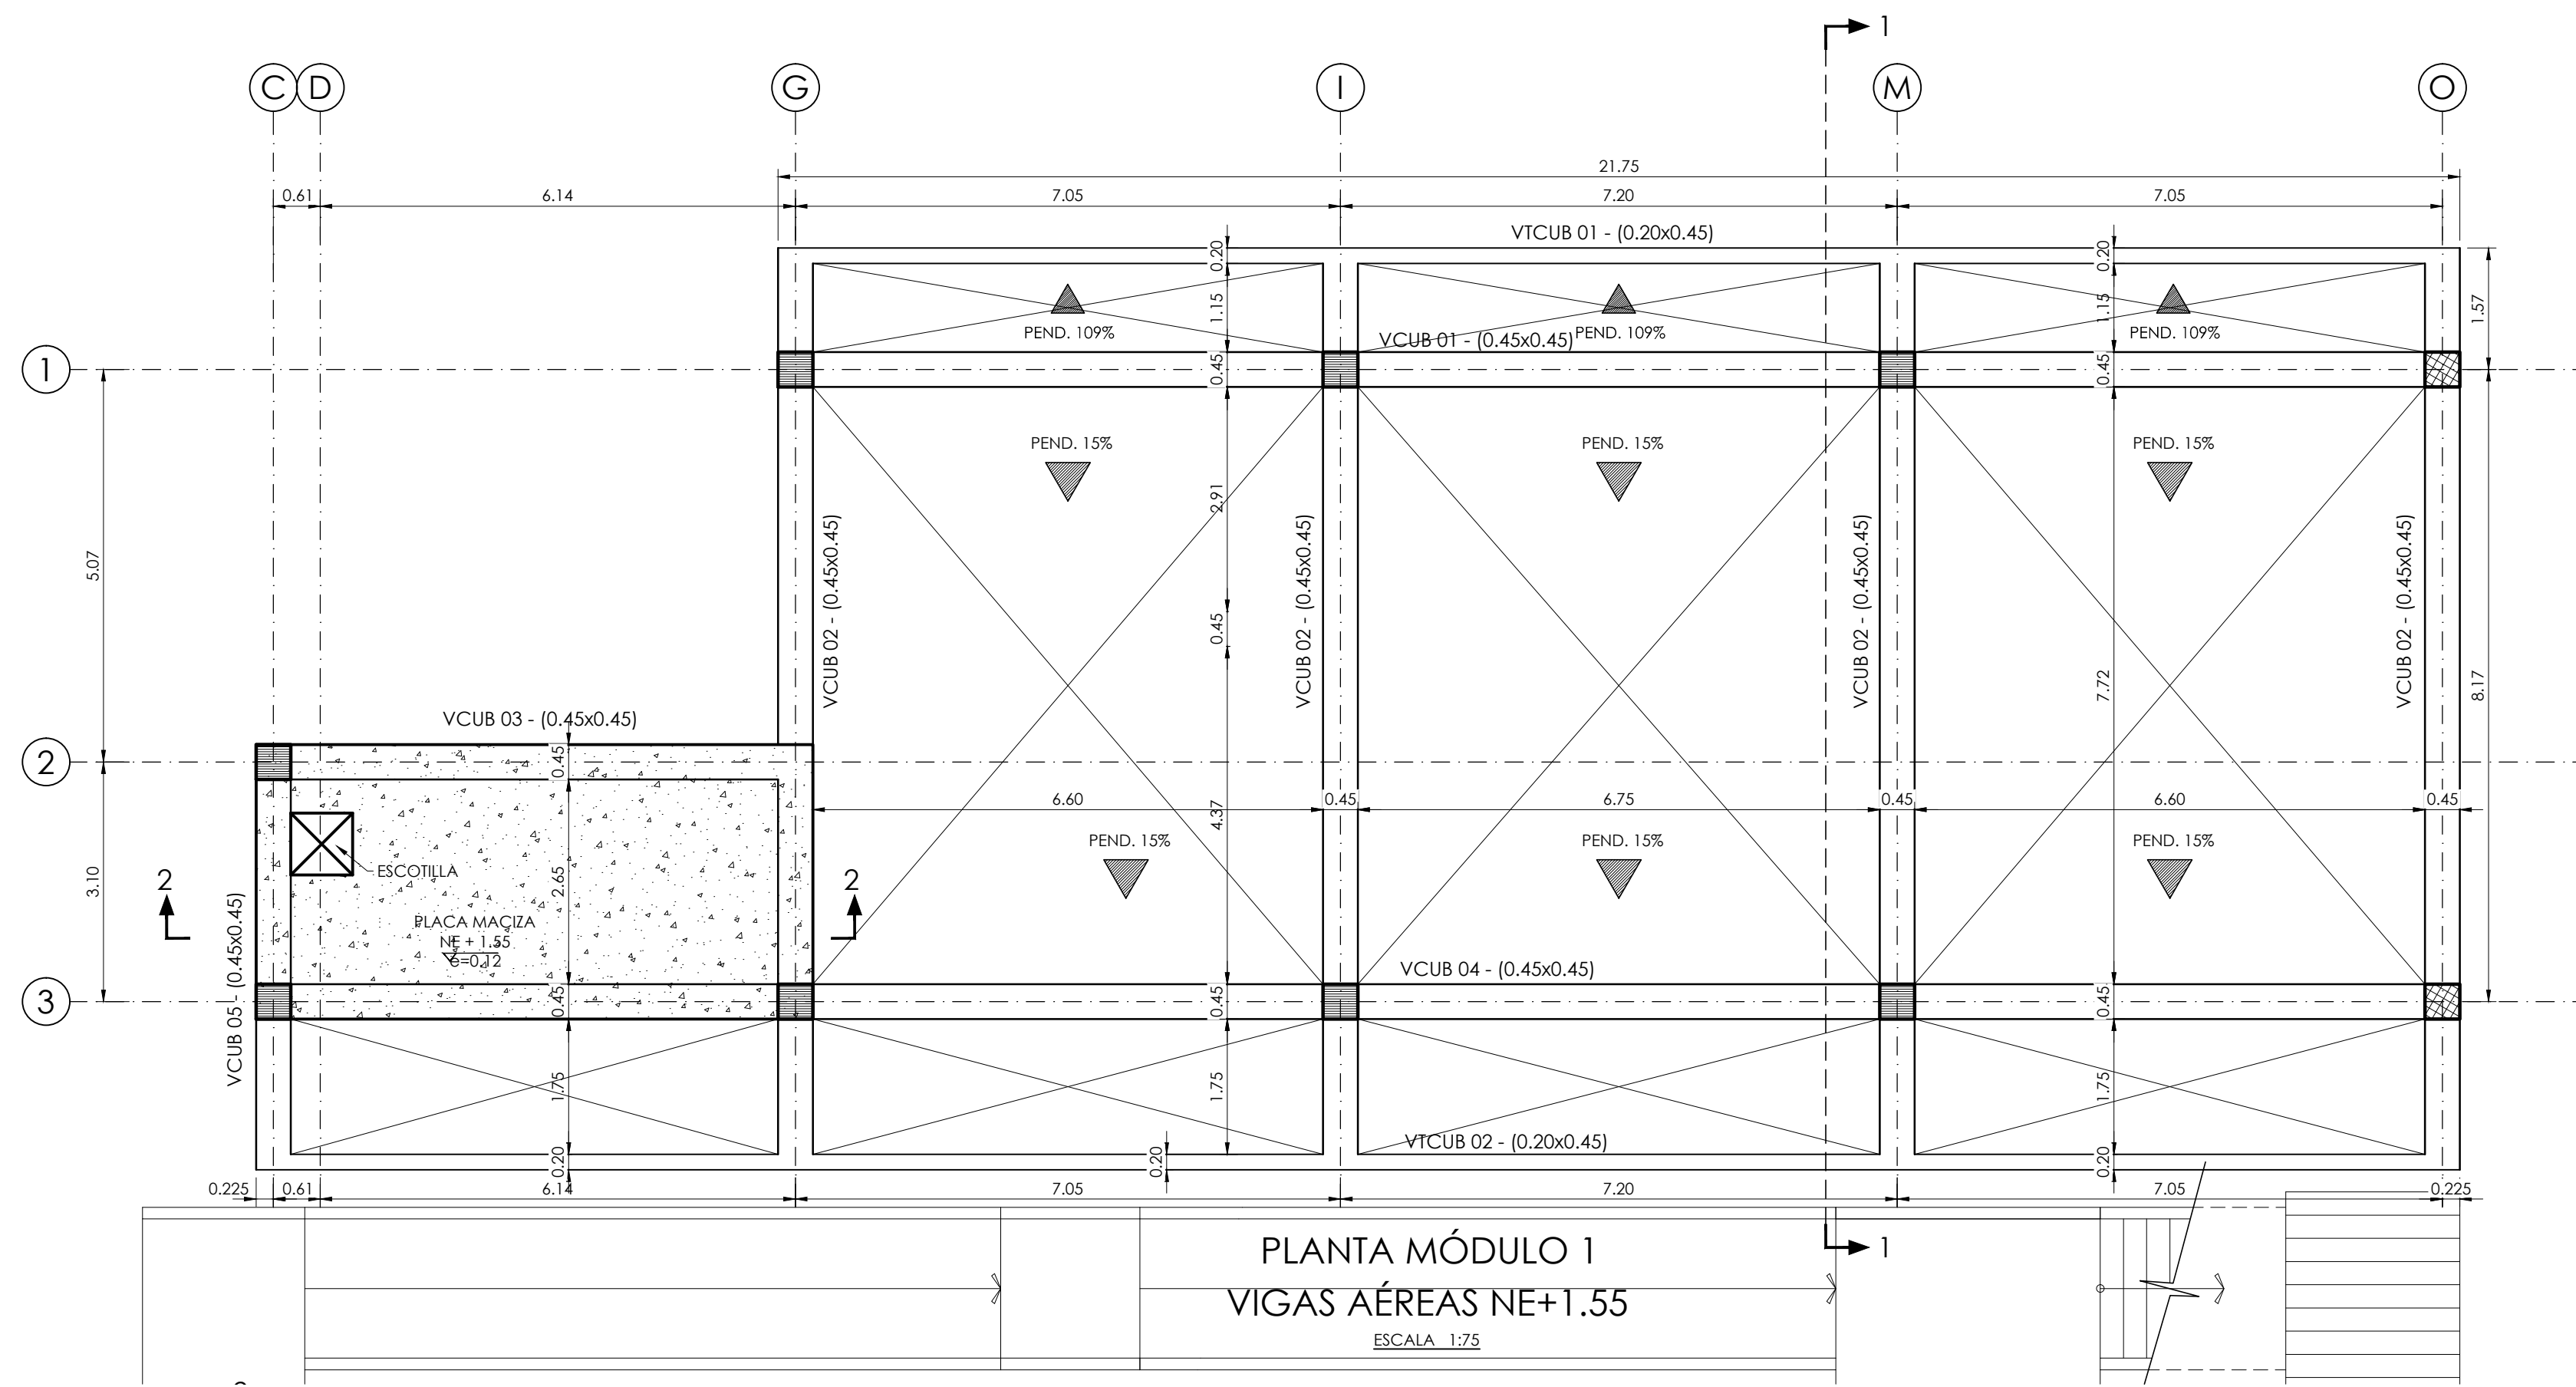 1
C D G I M O
21.75
0.61 6.14 7.05 7.20 7.05
VTCUB 01 - (0.20x0.45)
0.20 0.20
1.15 1.15 1.57
PEND. 109% PEND. 109% PEND. 109%
VCUB 01 - (0.45x0.45)
1
0.45 0.45
PEND. 15% PEND. 15% PEND. 15%
2.91
5.07
VCUB 02 - (0.45x0.45) VCUB 02 - (0.45x0.45) VCUB 02 - (0.45x0.45) VCUB 02 - (0.45x0.45)
0.45
7.72 8.17
VCUB 03 - (0.45x0.45)
2
0.45
6.60 0.45 6.75 0.45 6.60 0.45
4.37
PEND. 15% PEND. 15% PEND. 15%
ESCOTILLA
3.10
2.65
2 2
PLACA MACIZA
NE + 1.55
e=0.12
VCUB 04 - (0.45x0.45)
3
0.45 0.45 0.45
VCUB 05 - (0.45x0.45)
1.75 1.75 1.75
VTCUB 02 - (0.20x0.45)
0.20 0.20 0.20
0.225 0.61 6.14 7.05 7.20 7.05 0.225
1
PLANTA MÓDULO 1
VIGAS AÉREAS NE+1.55
ESCALA 1:75